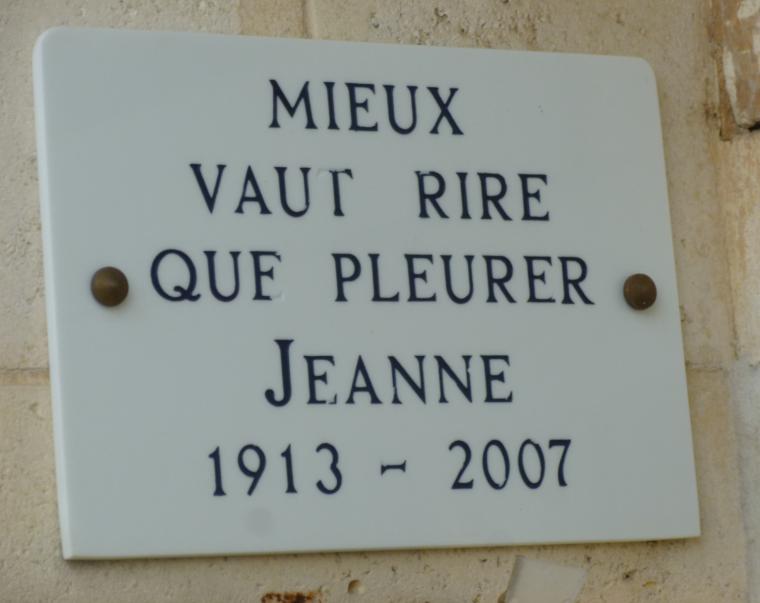 MIEUX
VAUT RIRE
QUE PLEURER
JEANNE
1913 - 2007